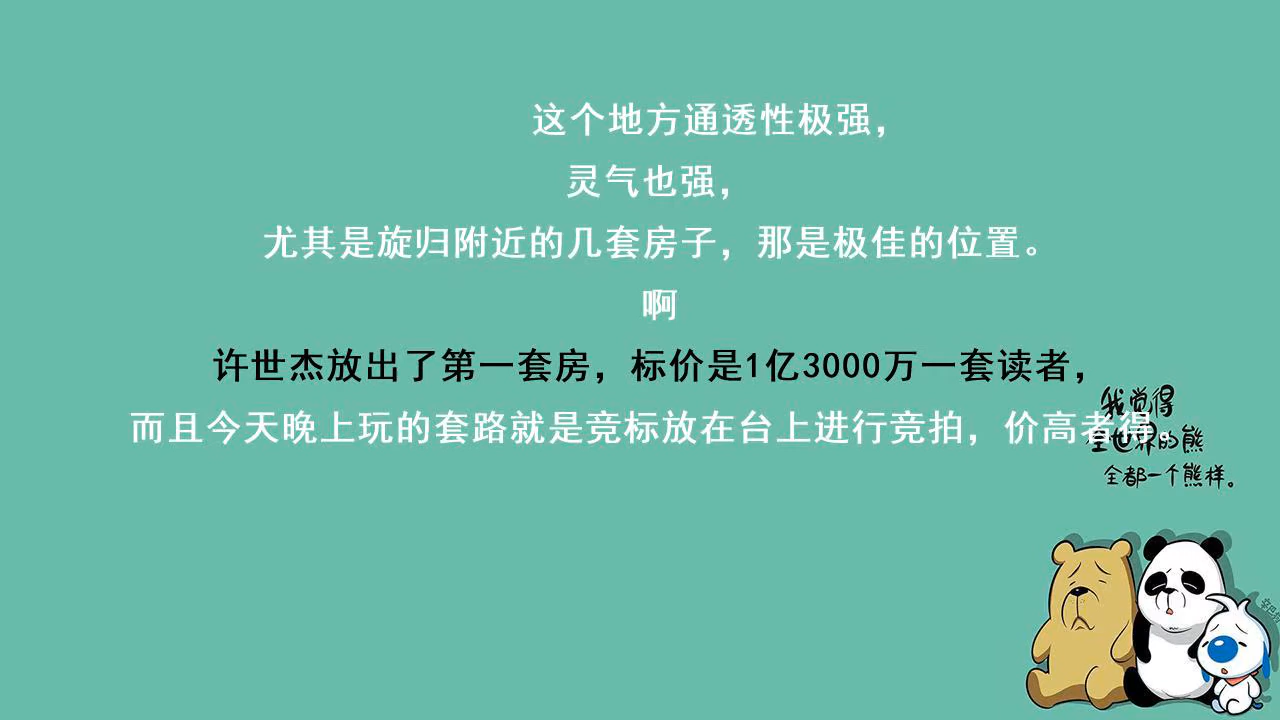 这个地方通透性极强，
灵气也强，
尤其是旋归附近的几套房子，那是极佳的位置。
啊
许世杰放出了第一套房，标价是1亿3000万一套读者，
而且今天晚上玩的套路就是竞标放在台上进行竞拍，价高者得。
我觉得
全世界的熊
全都一个熊样。